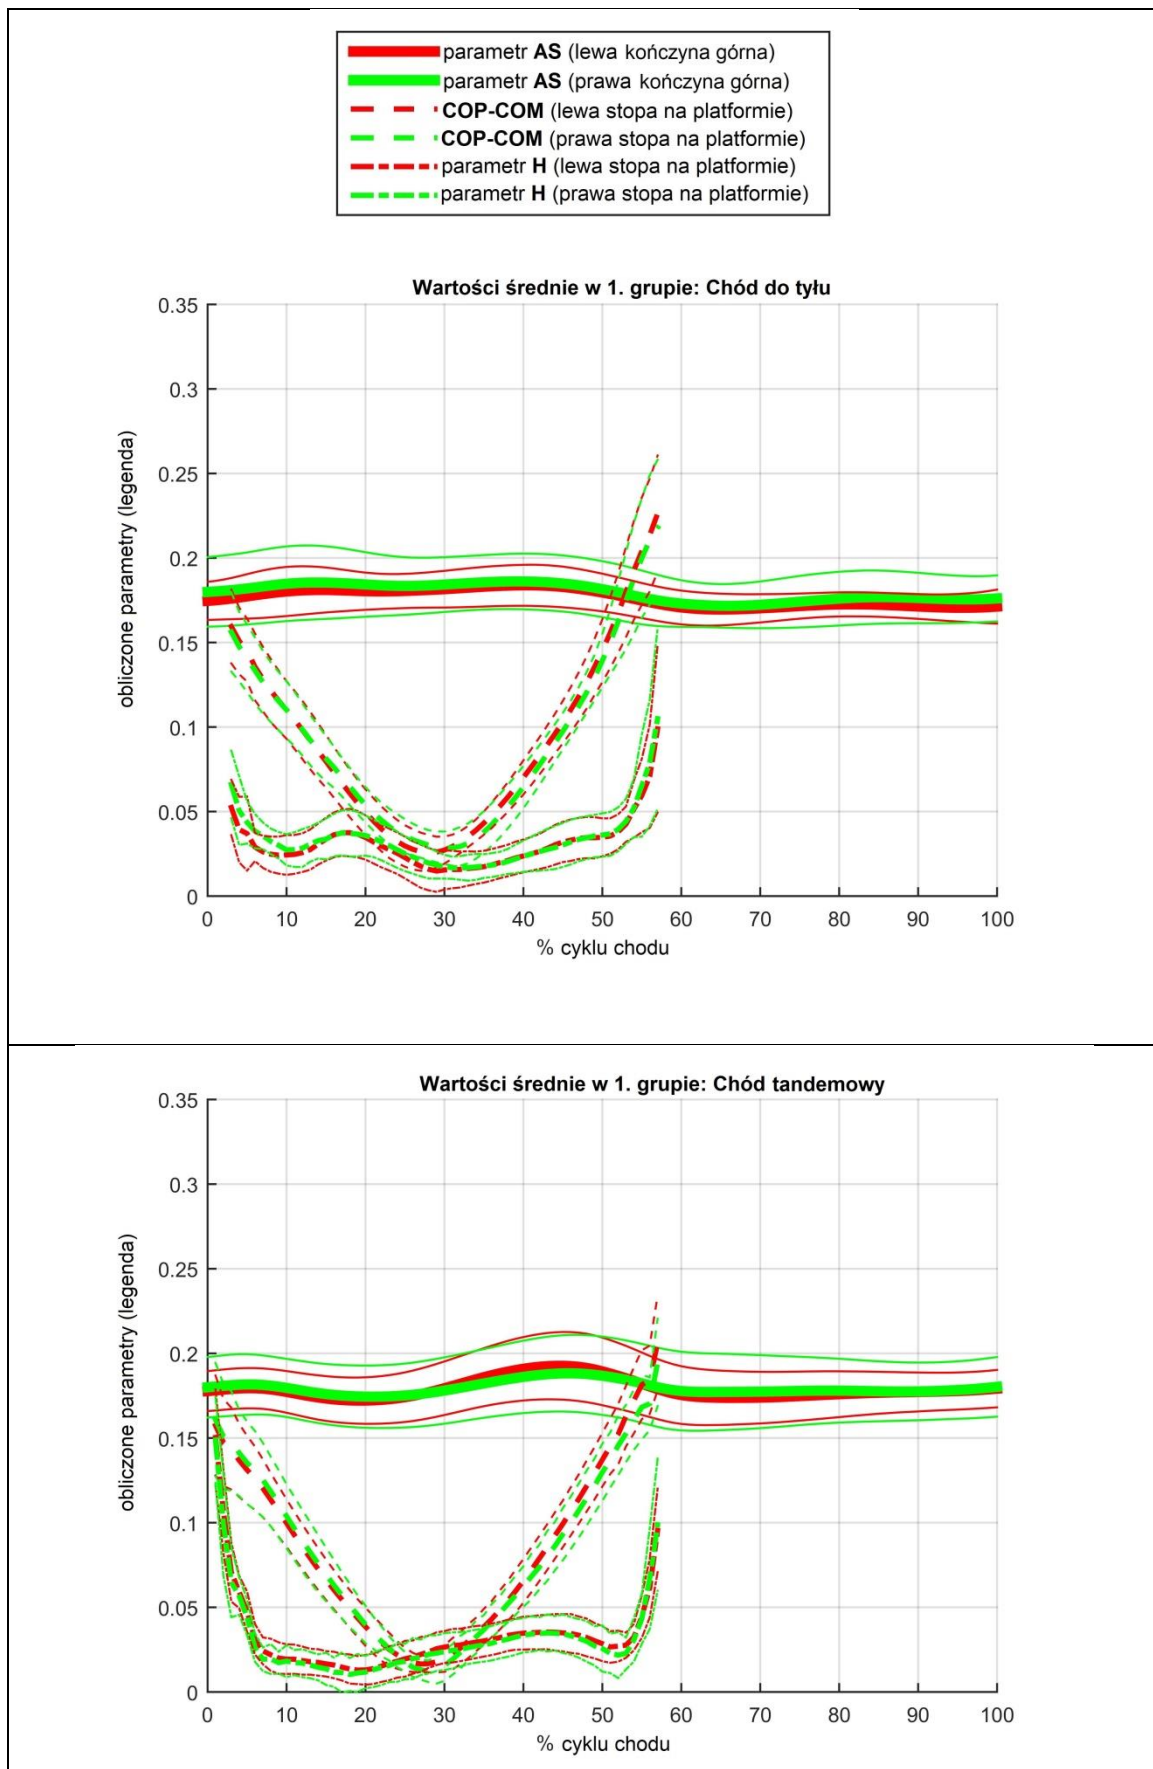 parametr AS (lewa kończyna górna)
parametr AS (prawa kończyna górna)
COP-COM (lewa stopa na platformie)
COP-COM (prawa stopa na platformie)
parametr H (lewa stopa na platformie)
parametr H (prawa stopa na platformie)
Wartości średnie w 1. grupie: Chód do tyłu
obliczone parametry (legenda)
0.35
0.3
0.25
0.2
0.15
0.1
0.05
0
0 10 20 30 40 50 60 70 80 90 100
% cyklu chodu
Wartości średnie w 1. grupie: Chód tandemowy
obliczone parametry (legenda)
0.35
0.3
0.25
0.2
0.15
0.1
0.05
0
0 10 20 30 40 50 60 70 80 90 100
% cyklu chodu